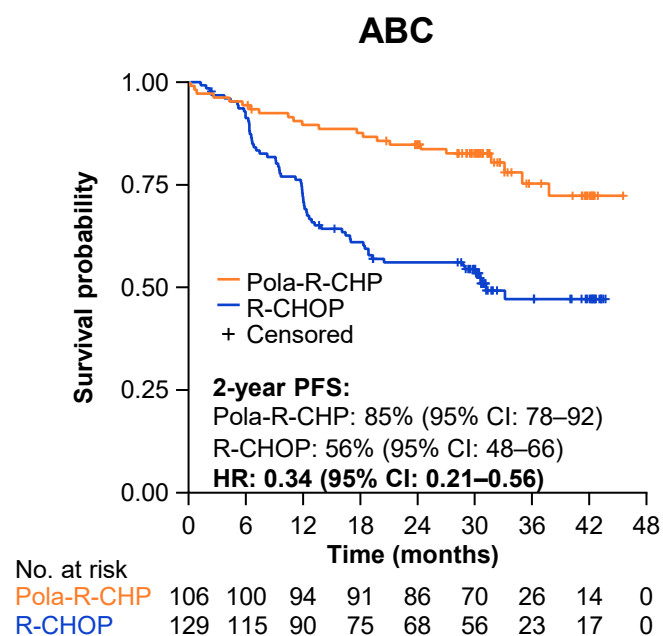 ABC
Survival probability
1.00
0.75
0.50
0.25
0.00
Pola-R-CHP
R-CHOP
+ Censored
2-year PFS:
Pola-R-CHP: 85% (95% CI: 78–92)
R-CHOP: 56% (95% CI: 48–66)
HR: 0.34 (95% CI: 0.21–0.56)
0 6 12 18 24 30 36 42 48
Time (months)
No. at risk
Pola-R-CHP 106 100 94 91 86 70 26 14 0
R-CHOP 129 115 90 75 68 56 23 17 0